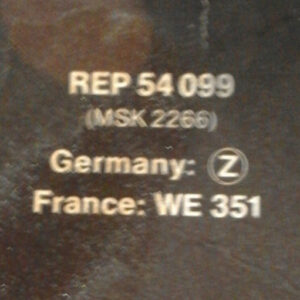 REP 54 099
(MSK 2266)
Germany: Ⓩ
France: WE 351